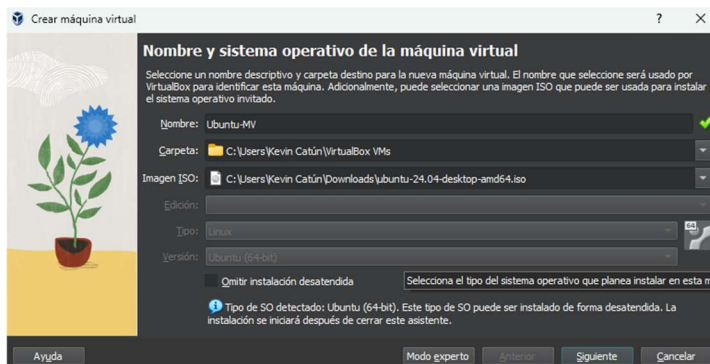 Crear máquina virtual
Nombre y sistema operativo de la máquina virtual
Seleccione un nombre descriptivo y carpeta destino para la nueva máquina virtual. El nombre que seleccione será usado por
VirtualBox para identificar esta máquina. Adicionalmente, puede seleccionar una imagen ISO que puede ser usada para instalar
el sistema operativo invitado.
Nombre: Ubuntu-MV
Carpeta: C:\Users\Kevin Catún\VirtualBox VMs
Imagen ISO: C:\Users\Kevin Catún\Downloads\ubuntu-24.04-desktop-amd64.iso
Edición:
Tipo: Linux
64
Versión: Ubuntu (64-bit)
Omitir instalación desatendida
Selecciona el tipo del sistema operativo que planea instalar en esta m
Tipo de SO detectado: Ubuntu (64-bit). Este tipo de SO puede ser instalado de forma desatendida. La
instalación se iniciará después de cerrar este asistente.
Ayuda Modo experto Anterior Siguiente Cancelar